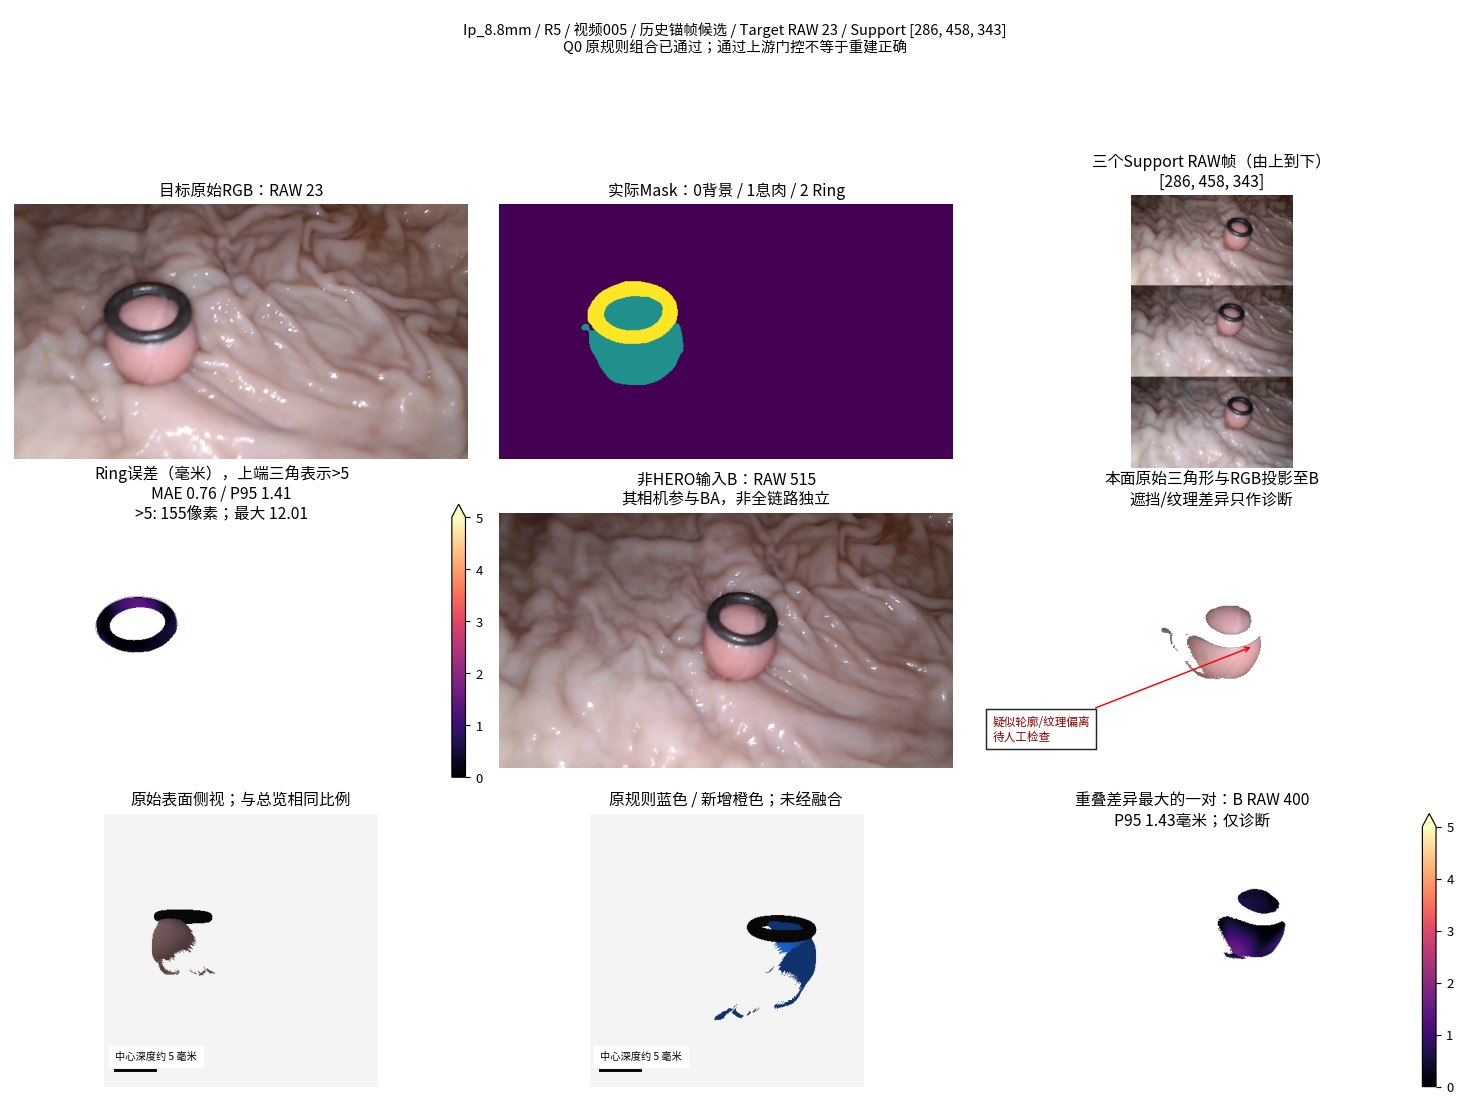 Ip_8.8mm / R5 / 视频005 / 历史锚帧候选 / Target RAW 23 / Support [286, 458, 343]
Q0 原规则组合已通过；通过上游门控不等于重建正确
目标原始RGB：RAW 23
实际Mask：0背景 / 1息肉 / 2 Ring
三个Support RAW帧（由上到下）
[286, 458, 343]
Ring误差（毫米），上端三角表示>5
MAE 0.76 / P95 1.41
>5: 155像素；最大 12.01
5
4
3
2
1
0
非HERO输入B：RAW 515
其相机参与BA，非全链路独立
本面原始三角形与RGB投影至B
遮挡/纹理差异只作诊断
疑似轮廓/纹理偏离
待人工检查
原始表面侧视；与总览相同比例
中心深度约 5 毫米
原规则蓝色 / 新增橙色；未经融合
中心深度约 5 毫米
重叠差异最大的一对：B RAW 400
P95 1.43毫米；仅诊断
5
4
3
2
1
0